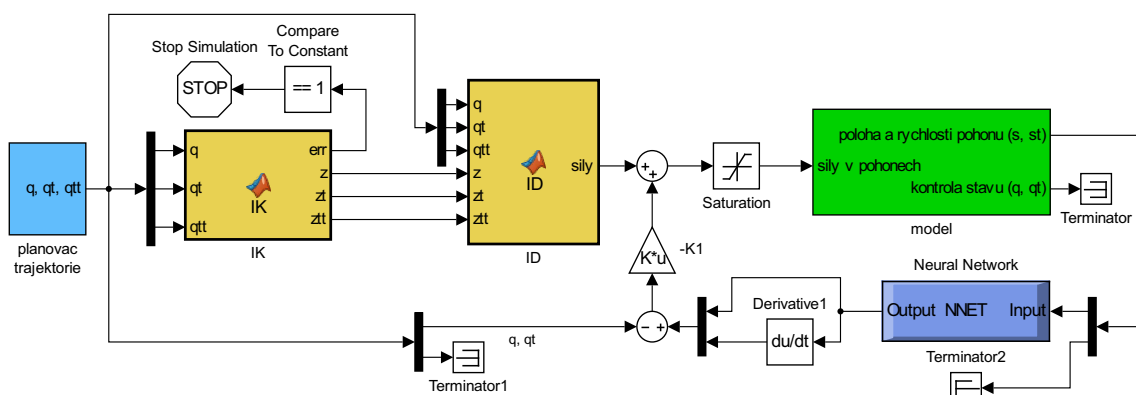 Stop Simulation
Compare
To Constant
STOP
== 1
q, qt, qtt
planovac
trajektorie
q
qt
qtt
err
z
zt
ztt
IK
IK
q
qt
qtt
z
zt
ztt
sily
ID
ID
+
+
Saturation
poloha a rychlosti pohonu (s, st)
sily v pohonech
kontrola stavu (q, qt)
model
Terminator
K*u
-K1
q, qt
Terminator1
- +
Derivative1
du/dt
Neural Network
Output NNET Input
Terminator2